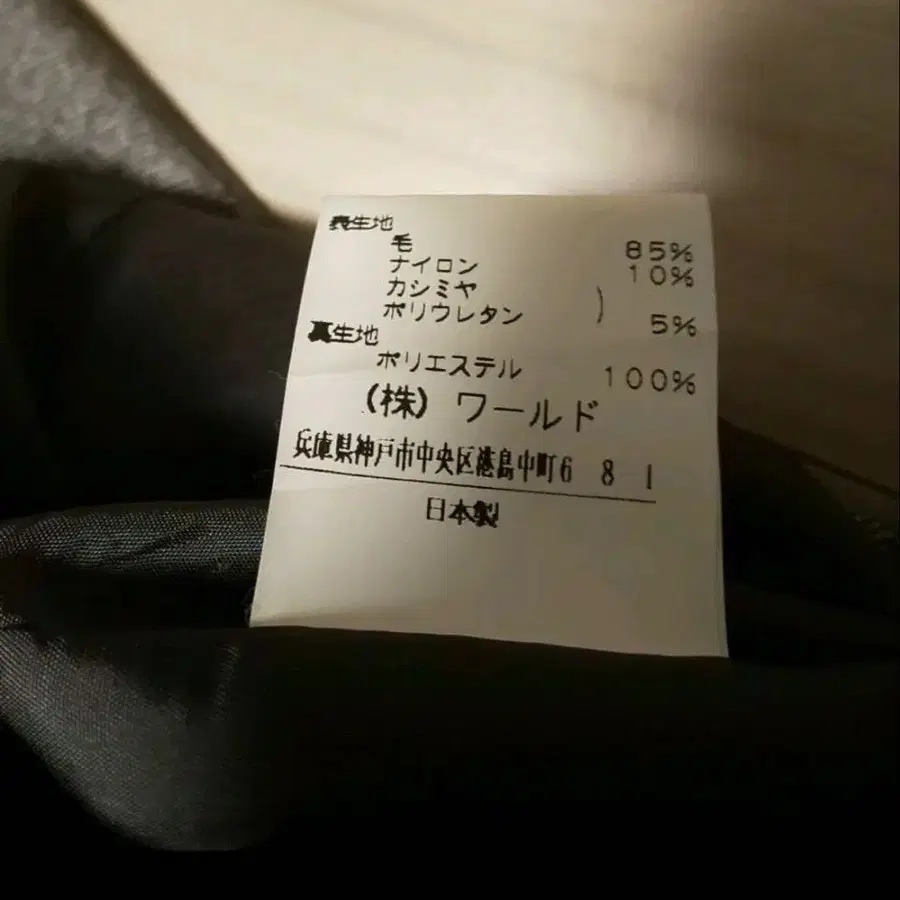 表生地
毛 85%
ナイロン 10%
カシミヤ
ポリウレタン ) 5%
裏生地
ポリエステル 100%
(株) ワールド
兵庫県神戸市中央区港島中町6 8 1
日本製